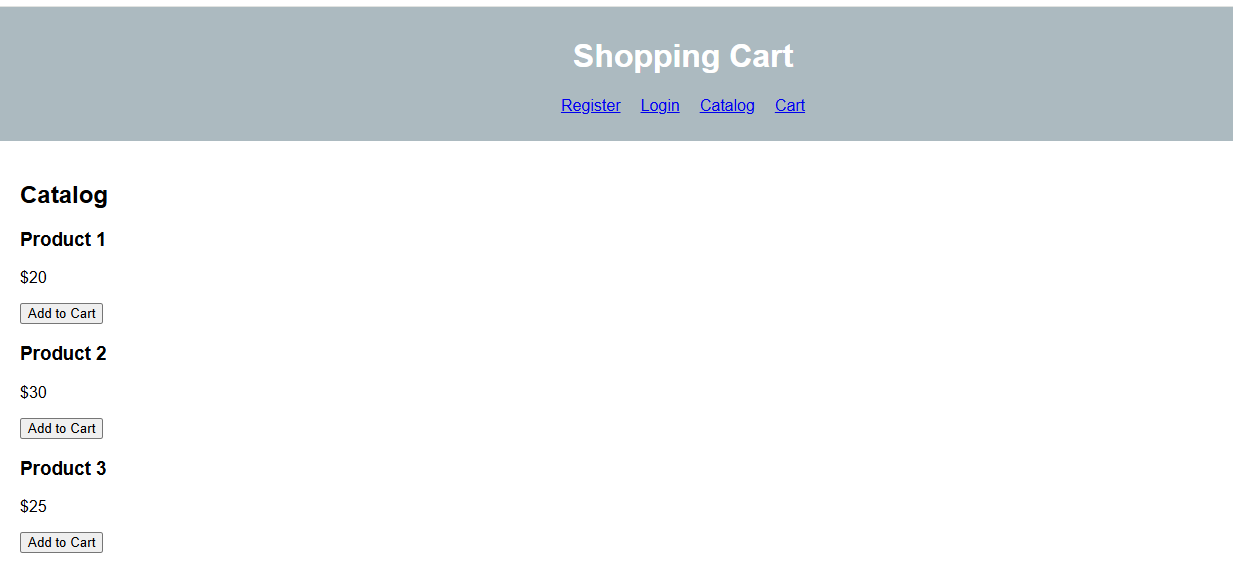 Shopping Cart
Register Login Catalog Cart
Catalog
Product 1
$20
Add to Cart
Product 2
$30
Add to Cart
Product 3
$25
Add to Cart